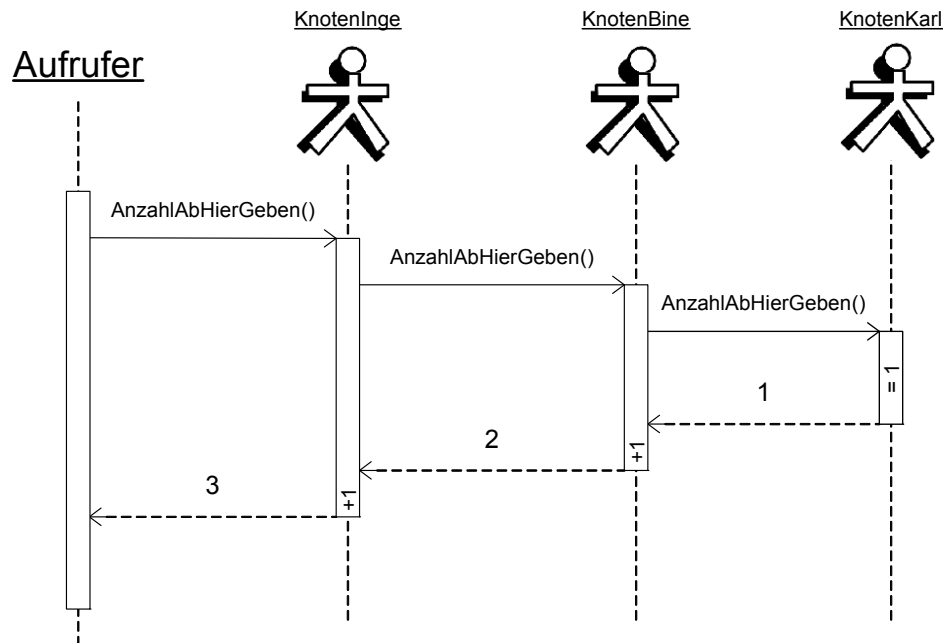 KnotenInge
KnotenBine
KnotenKarl
Aufrufer
AnzahlAbHierGeben()
AnzahlAbHierGeben()
AnzahlAbHierGeben()
= 1
1
2
+1
3
+1